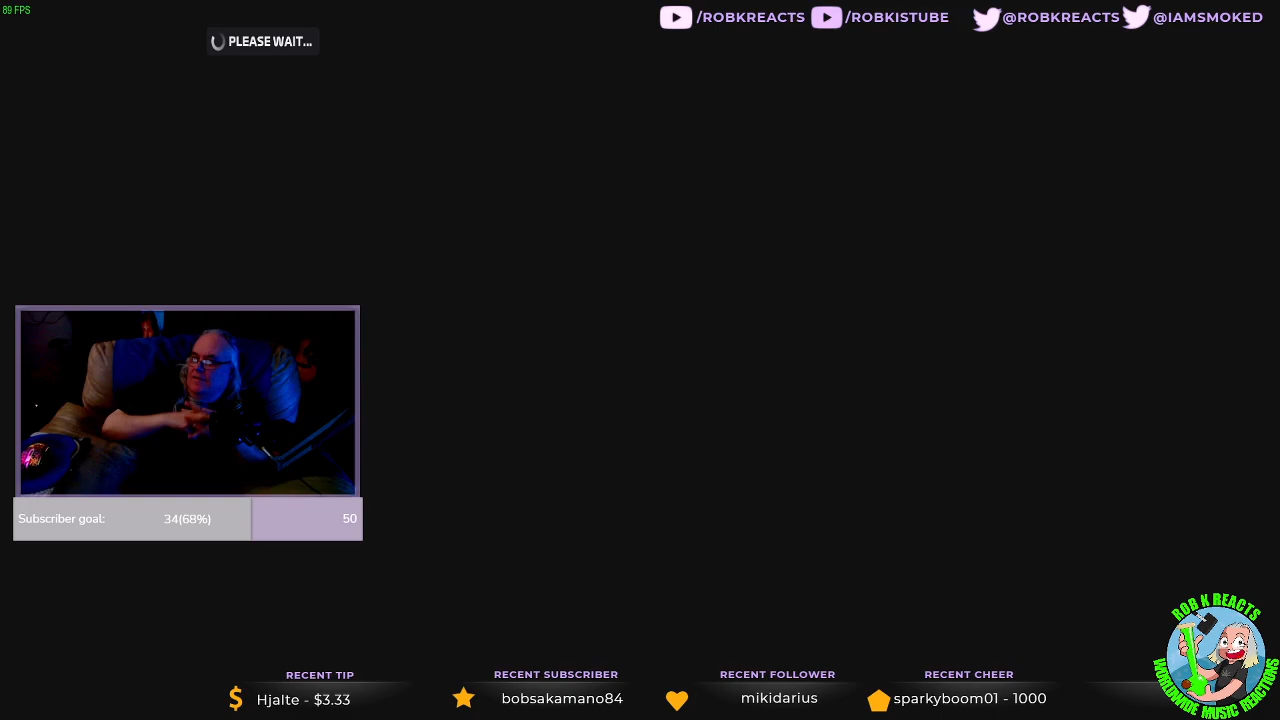 89 FPS
/ROBKREACTS /ROBKISTUBE @ROBKREACTS @IAMSMOKED
PLEASE WAIT...
Subscriber goal: 34(68%) 50
ROB K REACTS
WORLDWIDE MUSIC REACTIONS
RECENT TIP RECENT SUBSCRIBER RECENT FOLLOWER RECENT CHEER
$ Hjalte - $3.33 bobsakamano84 mikidarius sparkyboom01 - 1000